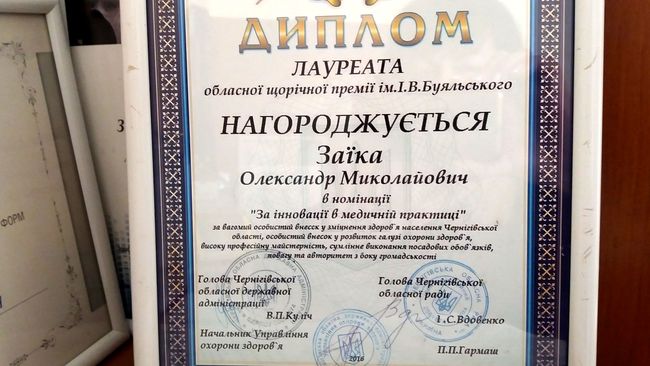 ДИПЛОМ
ЛАУРЕАТА
обласної щорічної премії ім.І.В.Буяльського
НАГОРОДЖУЄТЬСЯ
Заїка
Олександр Миколайович
в номінації
"За інновації в медичній практиці"
за вагомий особистий внесок у зміцнення здоров`я населення Чернігівської
області, особистий внесок у розвиток галузі охорони здоров`я,
високу професійну майстерність, сумлінне виконання посадових обов`язків,
повагу та авторитет з боку громадськості
Голова Чернігівської
обласної державної
адміністрації
В.П.Куліч
Голова Чернігівської
обласної ради
І.С.Вдовенко
Начальник Управління
охорони здоров`я
2016
П.П.Гармаш
ФОРМ
З